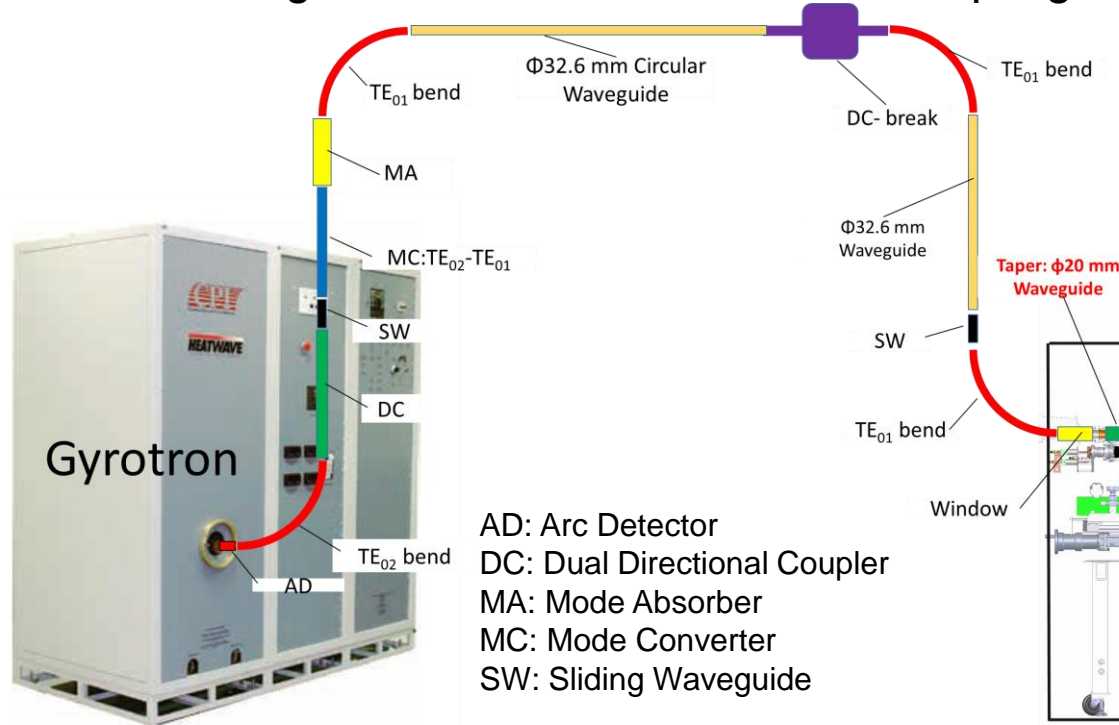 Φ32.6 mm Circular
Waveguide
TE01 bend
TE01 bend
DC- break
MA
Φ32.6 mm
Waveguide
MC:TE02-TE01
Taper: ϕ20 mm
Waveguide
CPI
HEATWAVE
SW
SW
DC
TE01 bend
Gyrotron
Window
TE02 bend
AD
AD: Arc Detector
DC: Dual Directional Coupler
MA: Mode Absorber
MC: Mode Converter
SW: Sliding Waveguide